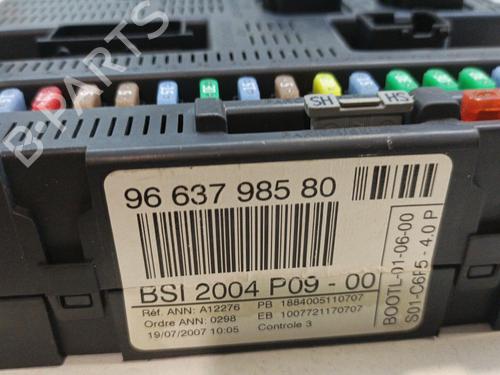 B-PARTS
SH HS
96 637 985 80
BSI 2004 P09 - 00
Réf. ANN: A12276 PB 1884005110707
Ordre ANN: 0298 EB 1007721170707
19/07/2007 10:05 Controle 3
BOOTL-01-06-00
S01-C6F5 - 4.0 P